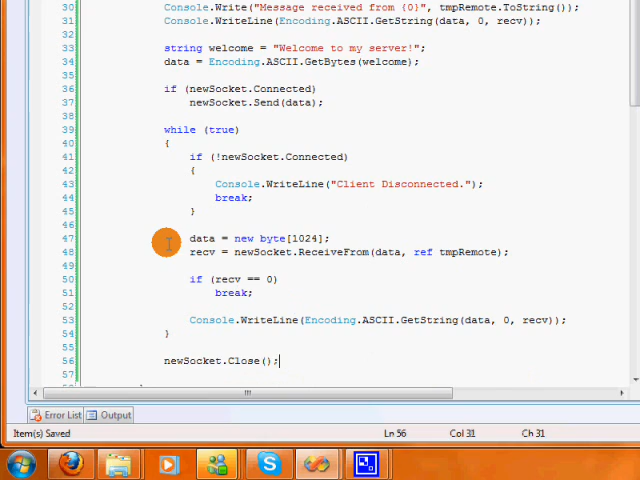 30 Console.Write("Message received from {0}", tmpRemote.ToString());
31 Console.WriteLine(Encoding.ASCII.GetString(data, 0, recv));
32
33 string welcome = "Welcome to my server!";
34 data = Encoding.ASCII.GetBytes(welcome);
35
36 if (newSocket.Connected)
37 newSocket.Send(data);
38
39 while (true)
40 {
41 if (!newSocket.Connected)
42 {
43 Console.WriteLine("Client Disconnected.");
44 break;
45 }
46
47 data = new byte[1024];
48 recv = newSocket.ReceiveFrom(data, ref tmpRemote);
49
50 if (recv == 0)
51 break;
52
53 Console.WriteLine(Encoding.ASCII.GetString(data, 0, recv));
54 }
55
56 newSocket.Close();
57
Error List Output
Item(s) Saved Ln 56 Col 31 Ch 31